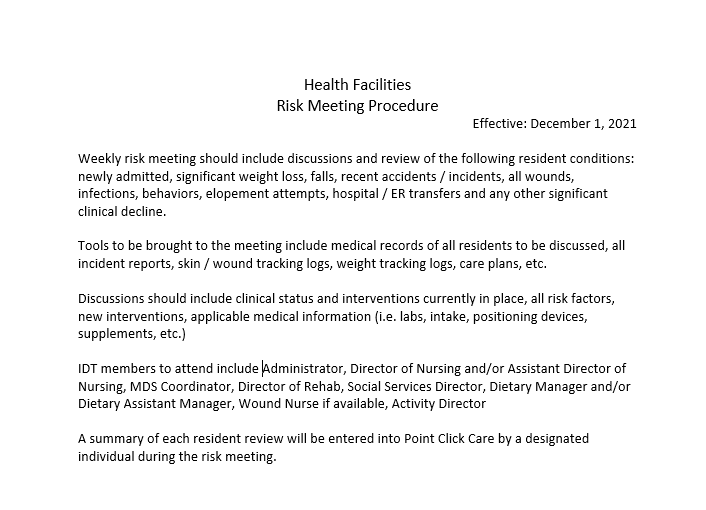 Health Facilities
Risk Meeting Procedure
Effective: December 1, 2021
Weekly risk meeting should include discussions and review of the following resident conditions:
newly admitted, significant weight loss, falls, recent accidents / incidents, all wounds,
infections, behaviors, elopement attempts, hospital / ER transfers and any other significant
clinical decline.
Tools to be brought to the meeting include medical records of all residents to be discussed, all
incident reports, skin / wound tracking logs, weight tracking logs, care plans, etc.
Discussions should include clinical status and interventions currently in place, all risk factors,
new interventions, applicable medical information (i.e. labs, intake, positioning devices,
supplements, etc.)
IDT members to attend include Administrator, Director of Nursing and/or Assistant Director of
Nursing, MDS Coordinator, Director of Rehab, Social Services Director, Dietary Manager and/or
Dietary Assistant Manager, Wound Nurse if available, Activity Director
A summary of each resident review will be entered into Point Click Care by a designated
individual during the risk meeting.